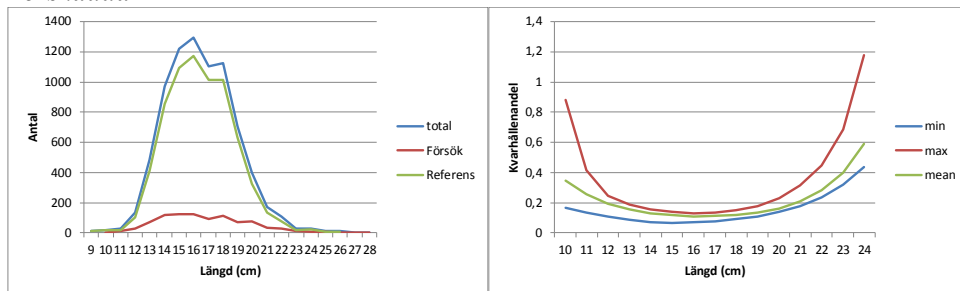 1400
1200
1000
800
600
400
200
0
Antal
9 10 11 12 13 14 15 16 17 18 19 20 21 22 23 24 25 26 27 28
Längd (cm)
total
Försök
Referens
1,4
1,2
1
0,8
0,6
0,4
0,2
0
Kvarhållenandel
10 11 12 13 14 15 16 17 18 19 20 21 22 23 24
Längd (cm)
min
max
mean